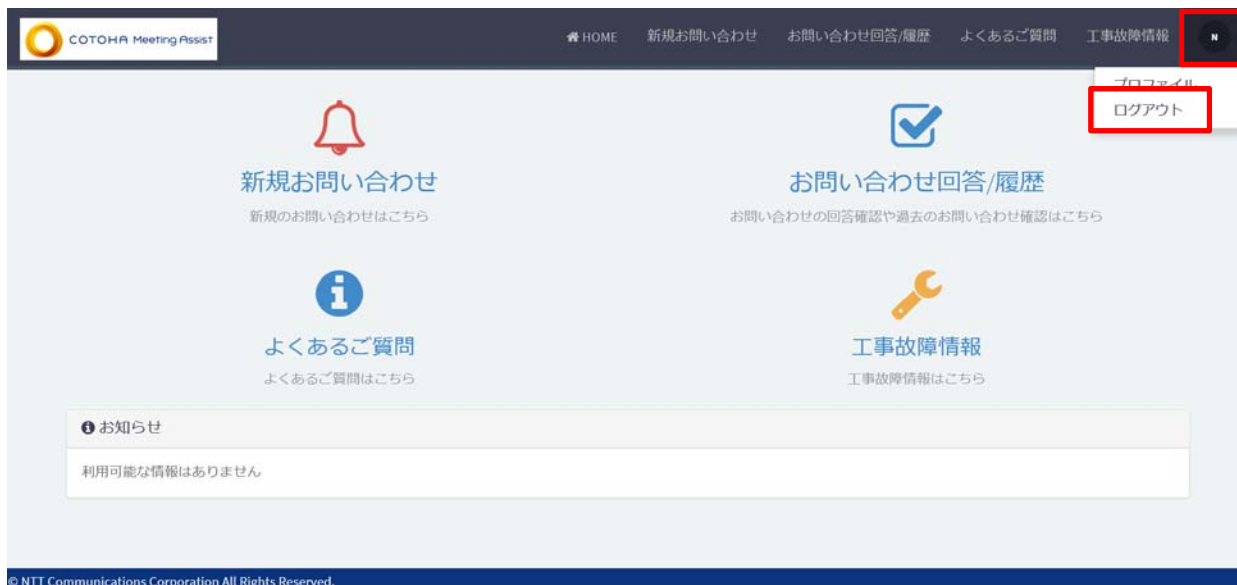 COTOHA Meeting Assist
HOME 新規お問い合わせ お問い合わせ回答/履歴 よくあるご質問 工事故障情報 N
プロファイル
ログアウト
新規お問い合わせ お問い合わせ回答/履歴
新規のお問い合わせはこちら お問い合わせの回答確認や過去のお問い合わせ確認はこちら
よくあるご質問 工事故障情報
よくあるご質問はこちら 工事故障情報はこちら
お知らせ
利用可能な情報はありません
© NTT Communications Corporation All Rights Reserved.